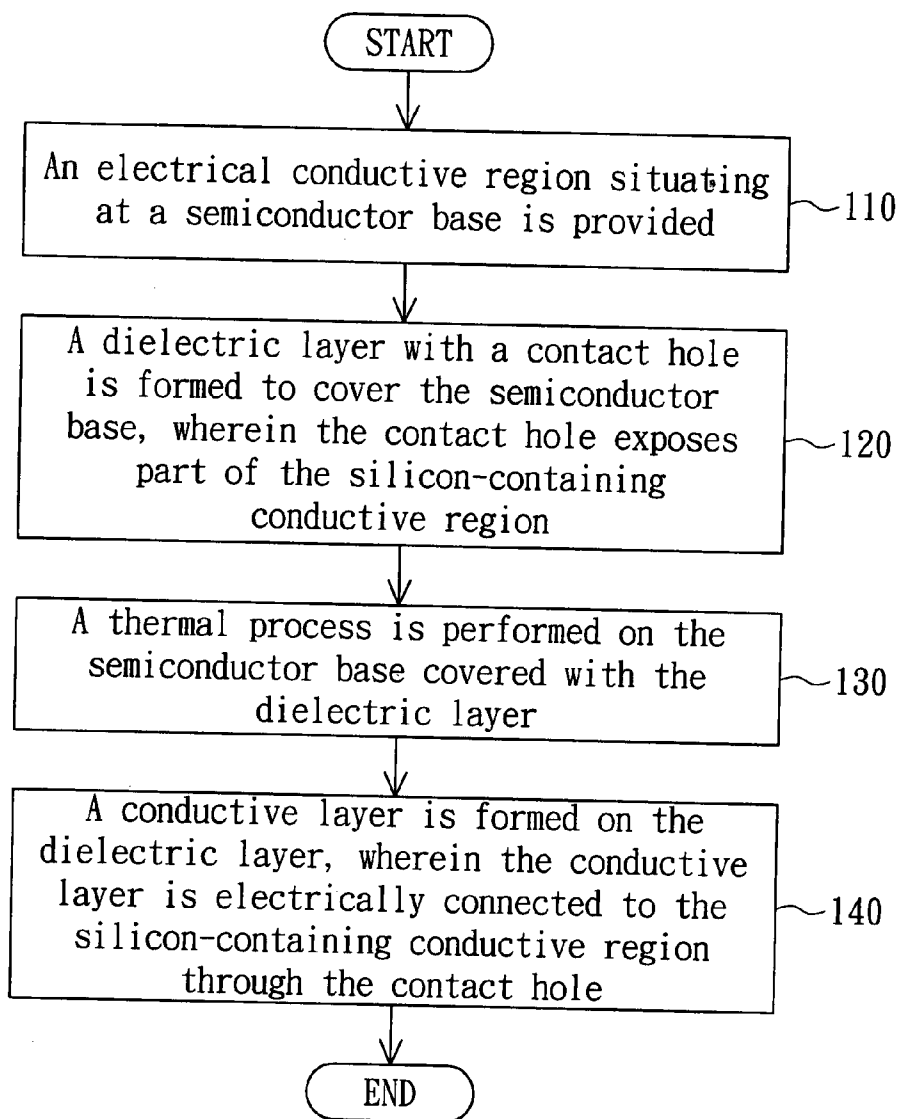 START
An electrical conductive region situating
at a semiconductor base is provided
110
A dielectric layer with a contact hole
is formed to cover the semiconductor
base, wherein the contact hole exposes
part of the silicon-containing
conductive region
120
A thermal process is performed on the
semiconductor base covered with the
dielectric layer
130
A conductive layer is formed on the
dielectric layer, wherein the conductive
layer is electrically connected to the
silicon-containing conductive region
through the contact hole
140
END